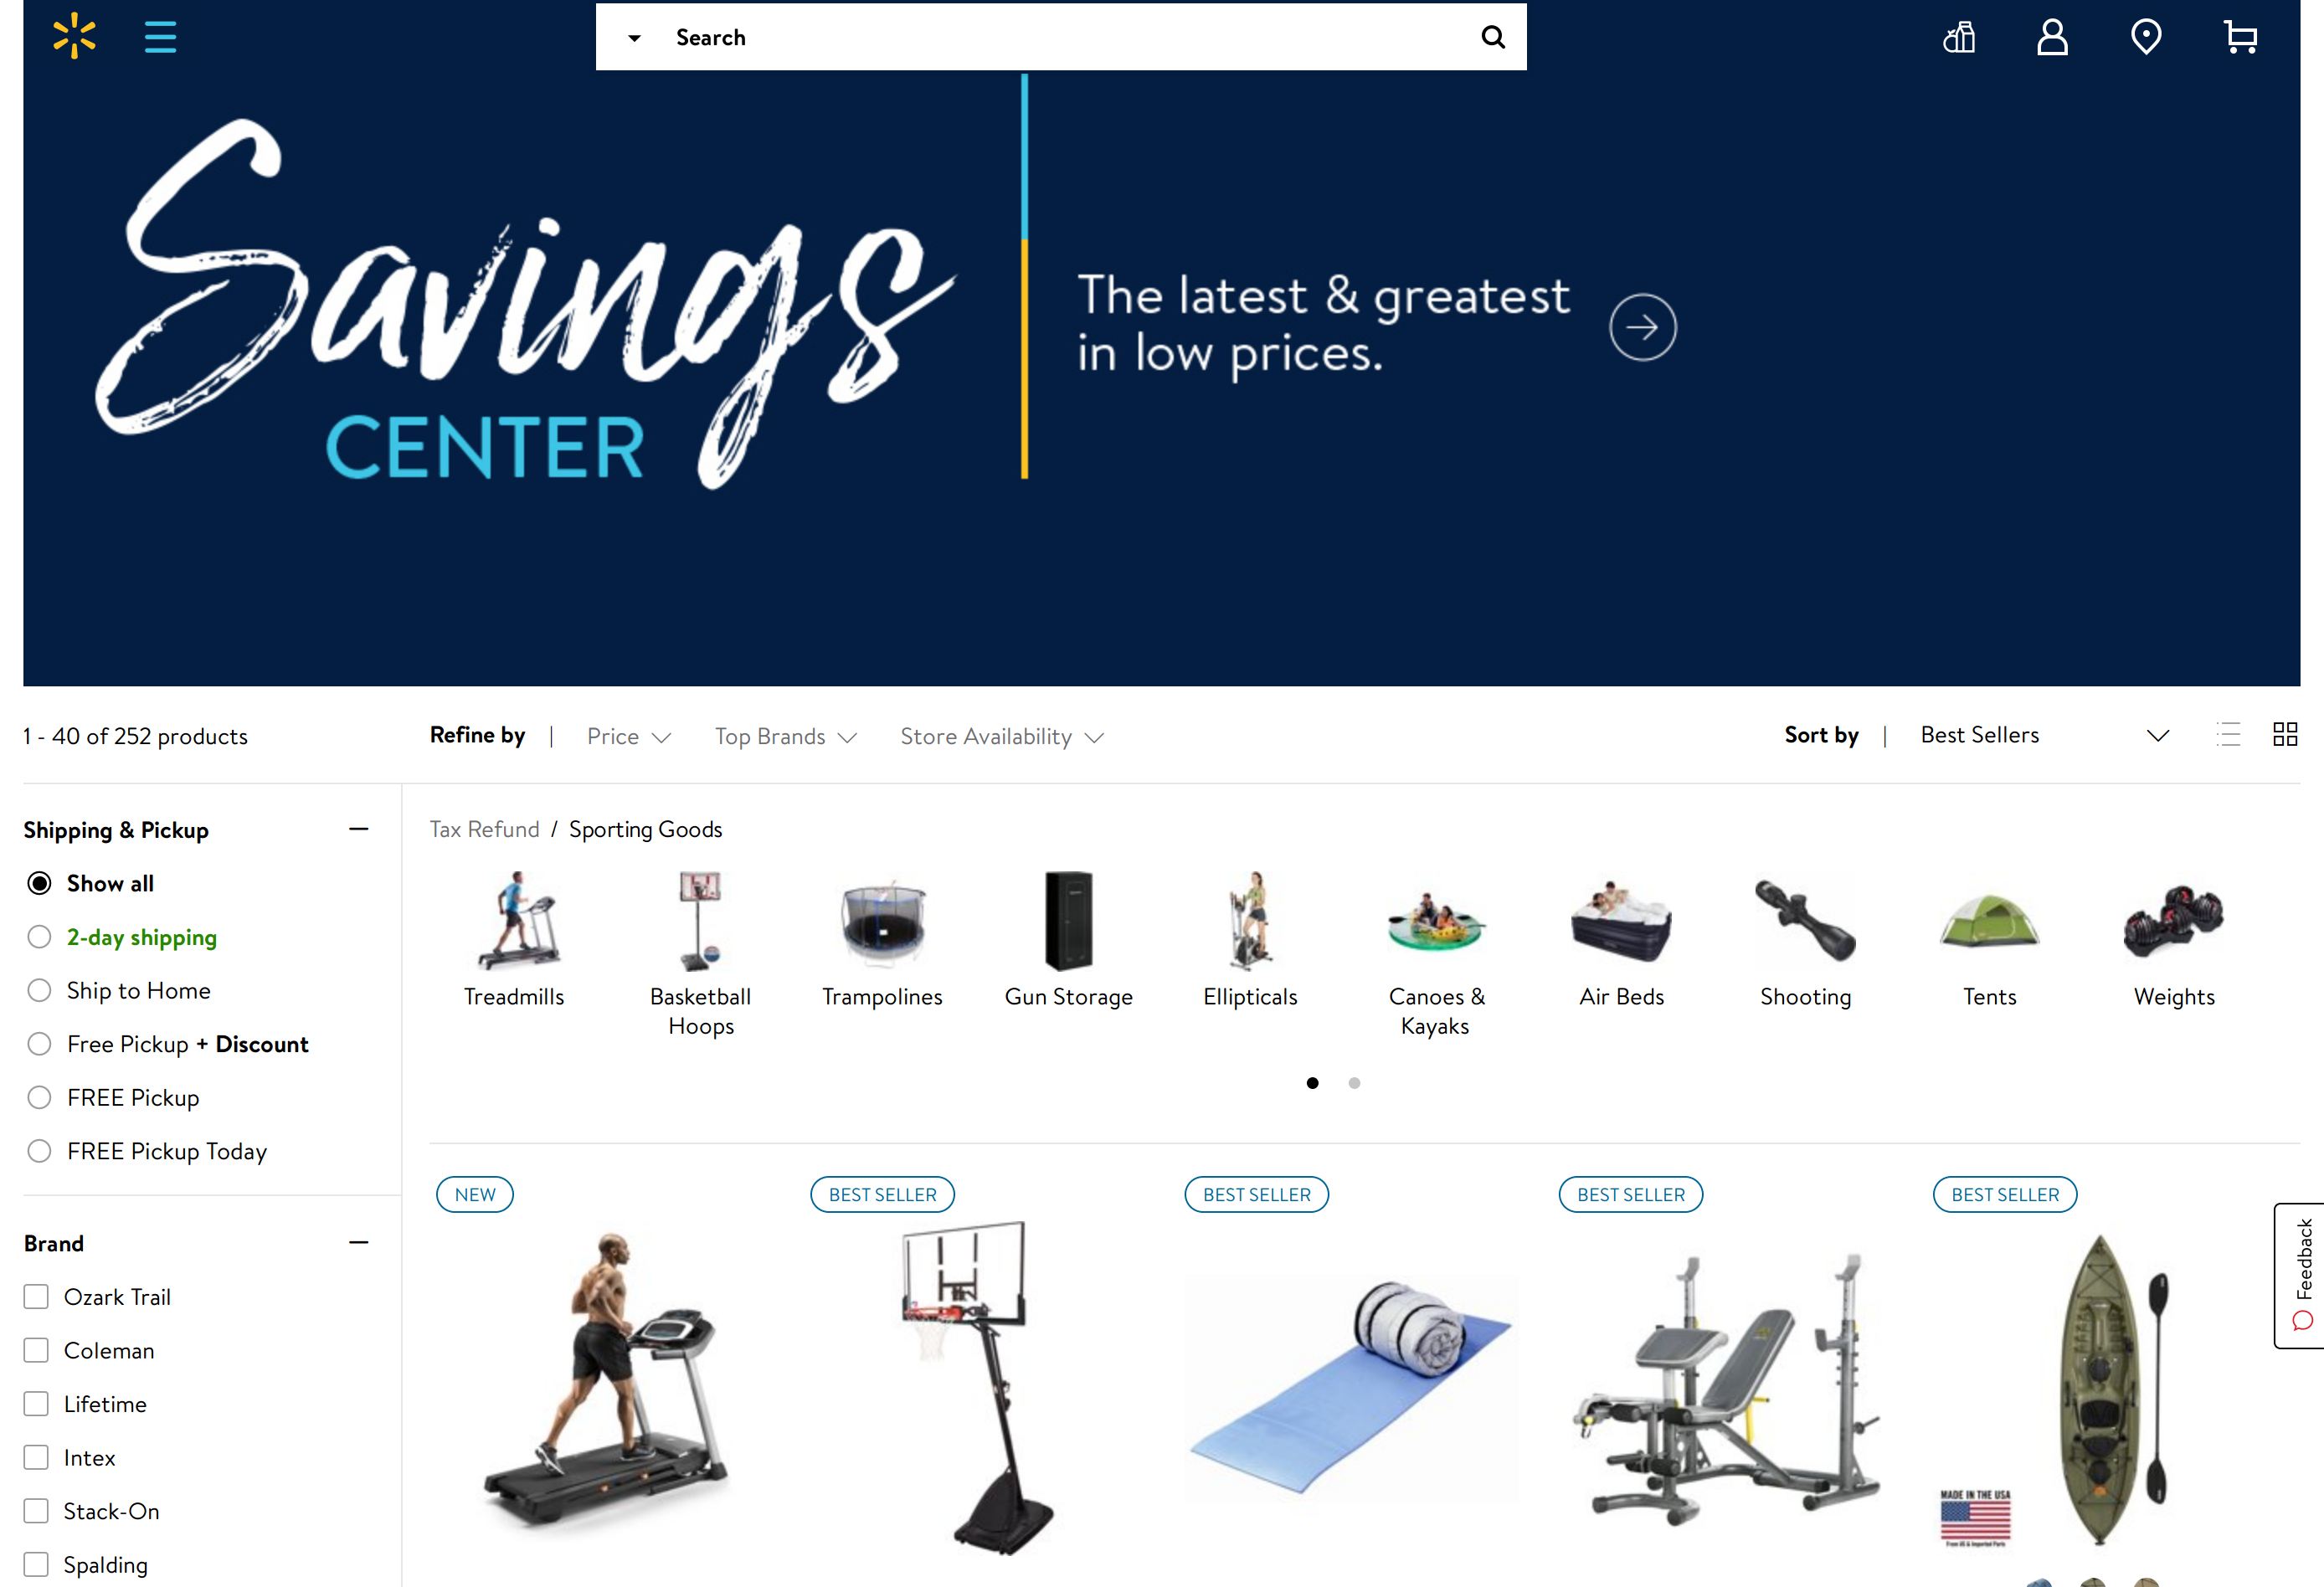 Search
Savings
CENTER
The latest & greatest
in low prices.
1 - 40 of 252 products
Refine by | Price Top Brands Store Availability
Sort by | Best Sellers
Shipping & Pickup
Show all
2-day shipping
Ship to Home
Free Pickup + Discount
FREE Pickup
FREE Pickup Today
Brand
Ozark Trail
Coleman
Lifetime
Intex
Stack-On
Spalding
Tax Refund / Sporting Goods
Treadmills
Basketball
Hoops
Trampolines
Gun Storage
Ellipticals
Canoes &
Kayaks
Air Beds
Shooting
Tents
Weights
NEW
BEST SELLER
BEST SELLER
BEST SELLER
BEST SELLER
MADE IN THE USA
From US & Imported Parts
Feedback